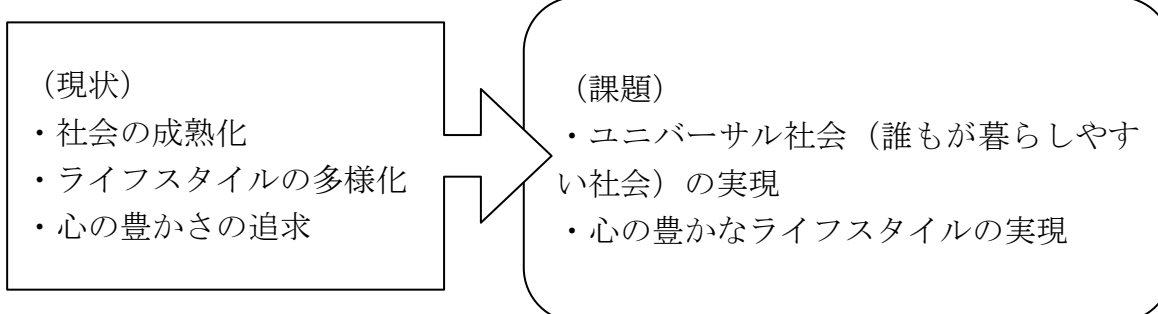 （現状）
・社会の成熟化
・ライフスタイルの多様化
・心の豊かさの追求
（課題）
・ユニバーサル社会（誰もが暮らしやす
い社会）の実現
・心の豊かなライフスタイルの実現